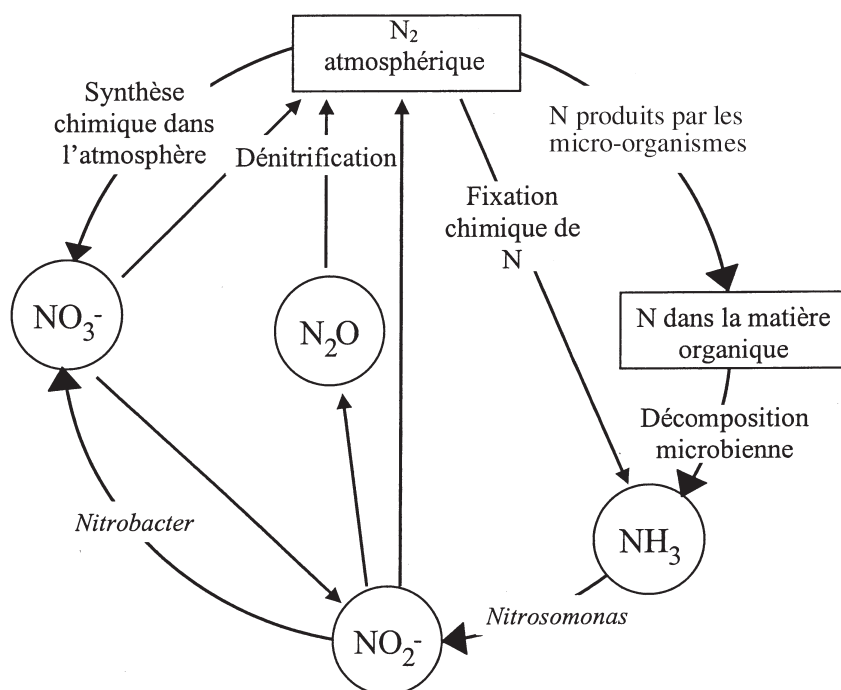 N₂
atmosphérique
Synthèse
chimique dans
l'atmosphère
Dénitrification
N produits par les
micro-organismes
Fixation
chimique de
N
NO₃-
N₂O
N dans la matière
organique
Décomposition
microbienne
Nitrobacter
NH₃
Nitrosomonas
NO₂-